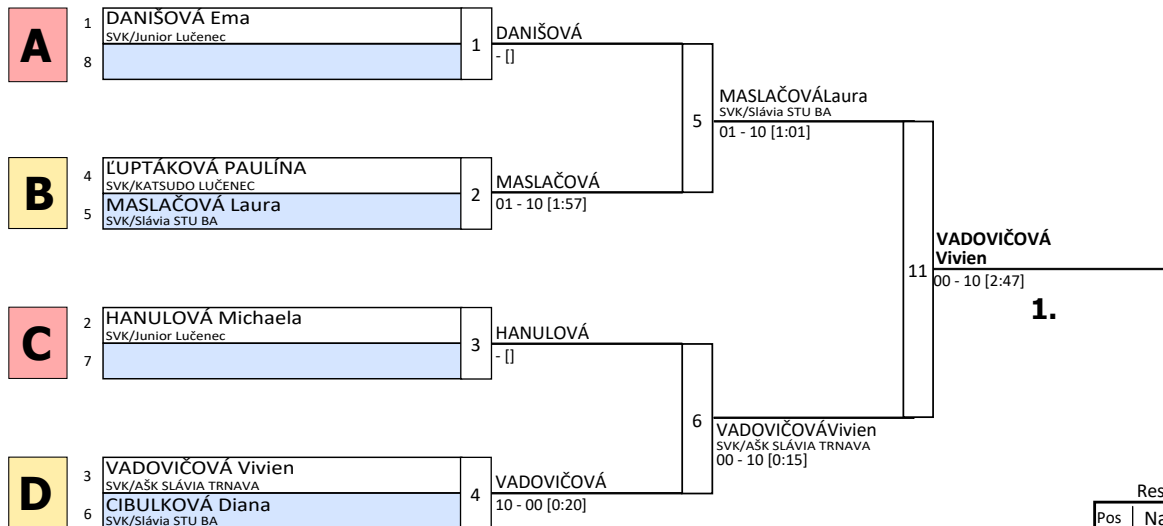 A
1 DANIŠOVÁ Ema
SVK/Junior Lučenec
8
1
DANIŠOVÁ
- []
B
4 ĽUPTÁKOVÁ PAULÍNA
SVK/KATSUDO LUČENEC
5 MASLAČOVÁ Laura
SVK/Slávia STU BA
2
MASLAČOVÁ
01 - 10 [1:57]
5
MASLAČOVÁLaura
SVK/Slávia STU BA
01 - 10 [1:01]
C
2 HANULOVÁ Michaela
SVK/Junior Lučenec
7
3
HANULOVÁ
- []
D
3 VADOVIČOVÁ Vivien
SVK/AŠK SLÁVIA TRNAVA
6 CIBULKOVÁ Diana
SVK/Slávia STU BA
4
VADOVIČOVÁ
10 - 00 [0:20]
6
VADOVIČOVÁVivien
SVK/AŠK SLÁVIA TRNAVA
00 - 10 [0:15]
11
VADOVIČOVÁ
Vivien
00 - 10 [2:47]
1.
Res
Pos Na